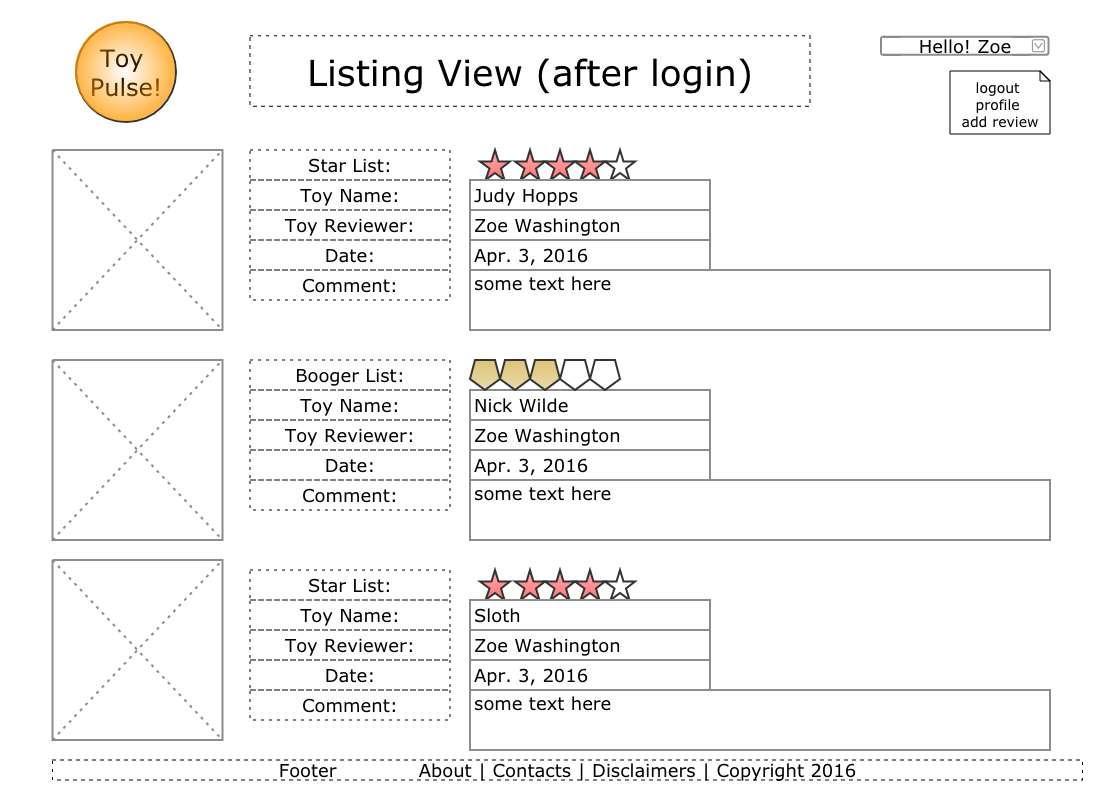 Toy
Pulse!
Listing View (after login)
Hello! Zoe
logout
profile
add review
Star List:
Toy Name: Judy Hopps
Toy Reviewer: Zoe Washington
Date: Apr. 3, 2016
Comment: some text here
Booger List:
Toy Name: Nick Wilde
Toy Reviewer: Zoe Washington
Date: Apr. 3, 2016
Comment: some text here
Star List:
Toy Name: Sloth
Toy Reviewer: Zoe Washington
Date: Apr. 3, 2016
Comment: some text here
Footer About | Contacts | Disclaimers | Copyright 2016